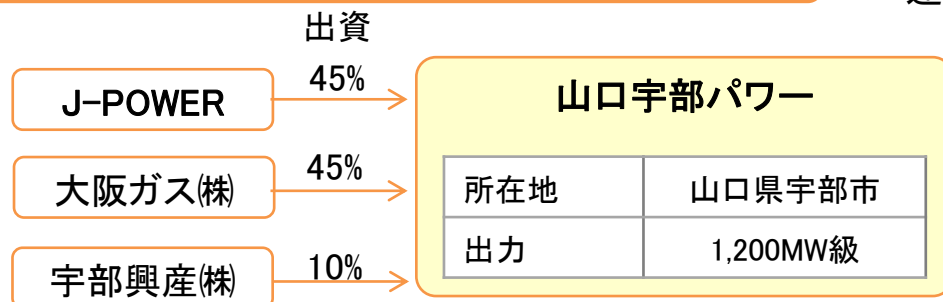 出資
J-POWER
45%
山口宇部パワー
大阪ガス㈱
45%
所在地 山口県宇部市
出力 1,200MW級
宇部興産㈱
10%